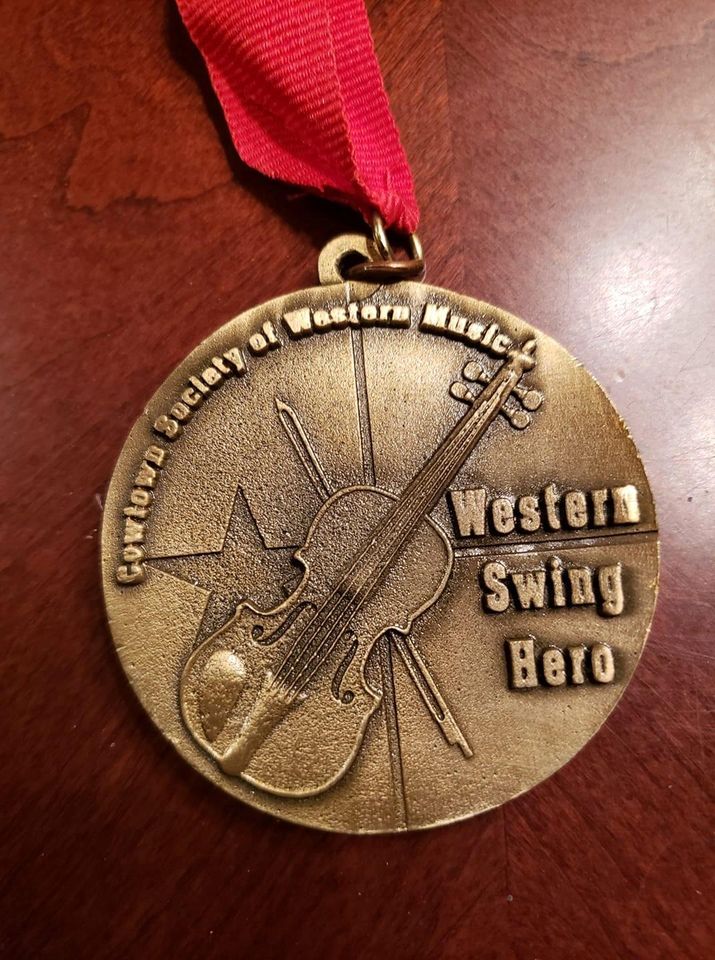 Cowtown Society of Western Music
Western
Swing
Hero